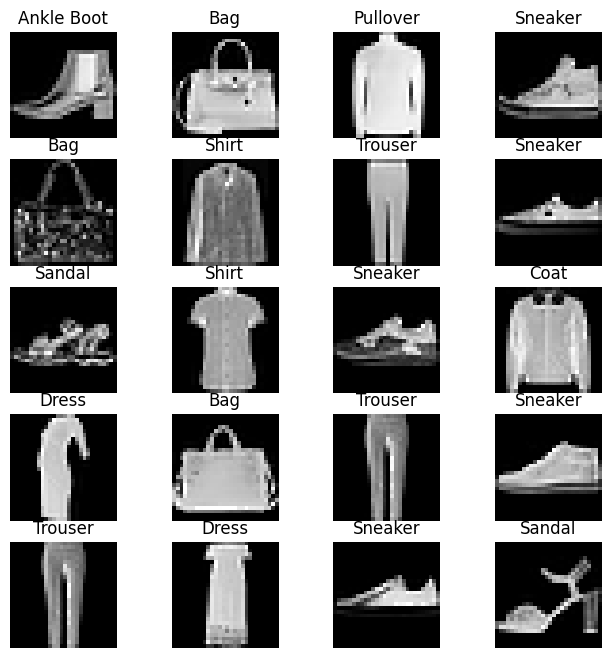 Ankle Boot Bag Pullover Sneaker
Bag Shirt Trouser Sneaker
Sandal Shirt Sneaker Coat
Dress Bag Trouser Sneaker
Trouser Dress Sneaker Sandal